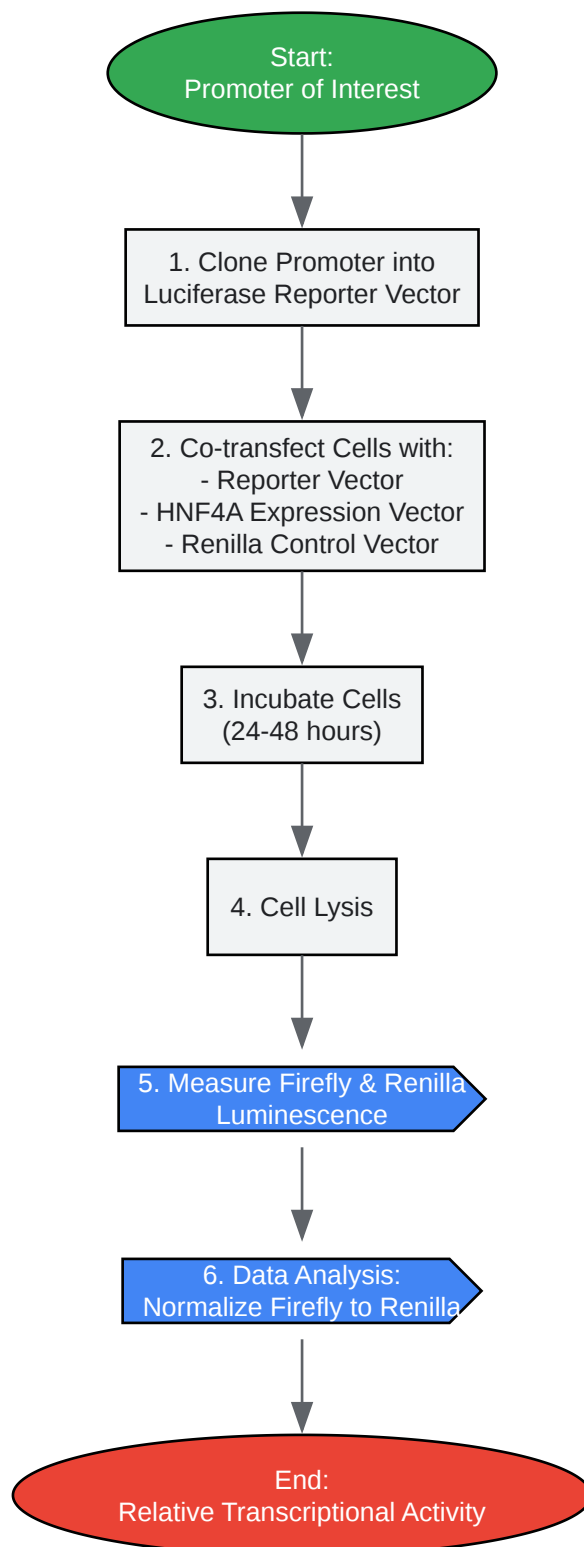 Start:
Promoter of Interest
1. Clone Promoter into
Luciferase Reporter Vector
2. Co-transfect Cells with:
- Reporter Vector
- HNF4A Expression Vector
- Renilla Control Vector
3. Incubate Cells
(24-48 hours)
4. Cell Lysis
5. Measure Firefly & Renilla
Luminescence
6. Data Analysis:
Normalize Firefly to Renilla
End:
Relative Transcriptional Activity